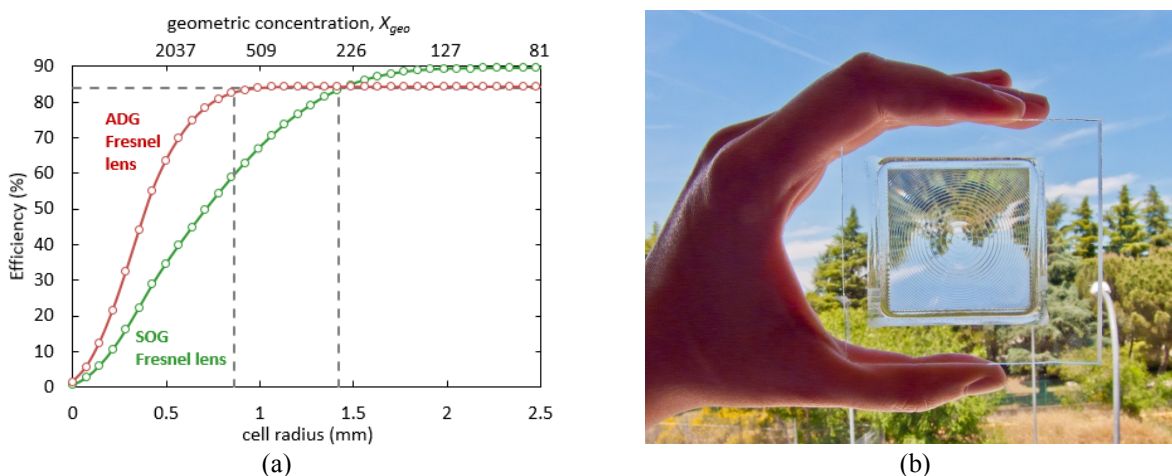 geometric concentration, Xgeo
2037 509 226 127 81
90
80
70
60
50
40
30
20
10
0
Efficiency (%)
ADG
Fresnel
lens
SOG
Fresnel lens
0 0.5 1 1.5 2 2.5
cell radius (mm)
(a) (b)